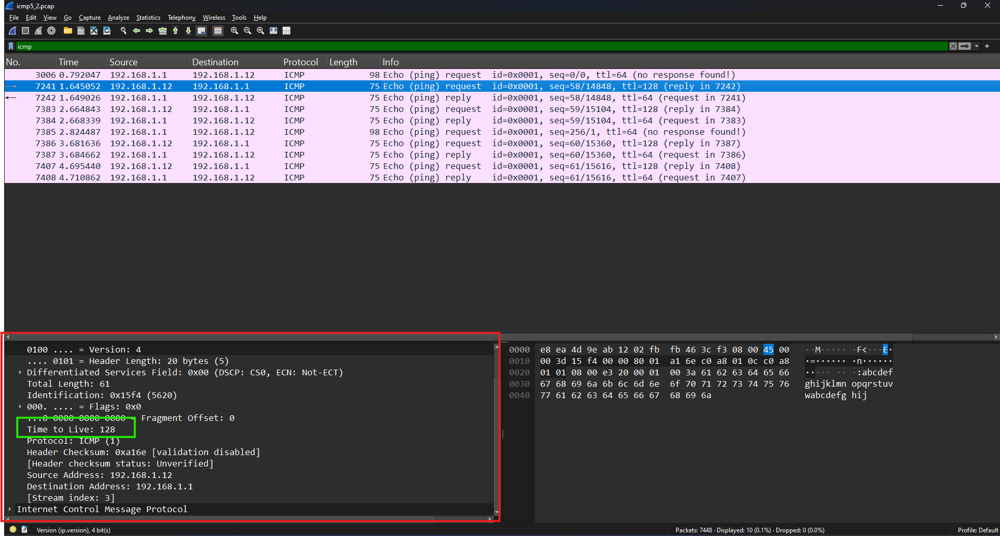 icmp5_2.pcap
File Edit View Go Capture Analyze Statistics Telephony Wireless Tools Help
icmp
No. Time Source Destination Protocol Length Info
3006 0.792047 192.168.1.1 192.168.1.12 ICMP 98 Echo (ping) request id=0x0001, seq=0/0, ttl=64 (no response found!)
7241 1.645052 192.168.1.12 192.168.1.1 ICMP 75 Echo (ping) request id=0x0001, seq=58/14848, ttl=128 (reply in 7242)
7242 1.649026 192.168.1.1 192.168.1.12 ICMP 75 Echo (ping) reply id=0x0001, seq=58/14848, ttl=64 (request in 7241)
7383 2.664843 192.168.1.12 192.168.1.1 ICMP 75 Echo (ping) request id=0x0001, seq=59/15104, ttl=128 (reply in 7384)
7384 2.668339 192.168.1.1 192.168.1.12 ICMP 75 Echo (ping) reply id=0x0001, seq=59/15104, ttl=64 (request in 7383)
7385 2.824487 192.168.1.1 192.168.1.12 ICMP 98 Echo (ping) request id=0x0001, seq=256/1, ttl=64 (no response found!)
7386 3.681636 192.168.1.12 192.168.1.1 ICMP 75 Echo (ping) request id=0x0001, seq=60/15360, ttl=128 (reply in 7387)
7387 3.684662 192.168.1.1 192.168.1.12 ICMP 75 Echo (ping) reply id=0x0001, seq=60/15360, ttl=64 (request in 7386)
7407 4.695440 192.168.1.12 192.168.1.1 ICMP 75 Echo (ping) request id=0x0001, seq=61/15616, ttl=128 (reply in 7408)
7408 4.710862 192.168.1.1 192.168.1.12 ICMP 75 Echo (ping) reply id=0x0001, seq=61/15616, ttl=64 (request in 7407)
0100 .... = Version: 4
.... 0101 = Header Length: 20 bytes (5)
Differentiated Services Field: 0x00 (DSCP: CS0, ECN: Not-ECT)
Total Length: 61
Identification: 0x15f4 (5620)
000. .... = Flags: 0x0
...0 0000 0000 0000 = Fragment Offset: 0
Time to Live: 128
Protocol: ICMP (1)
Header Checksum: 0xa16e [validation disabled]
[Header checksum status: Unverified]
Source Address: 192.168.1.12
Destination Address: 192.168.1.1
[Stream index: 3]
Internet Control Message Protocol
0000 e8 ea 4d 9e ab 12 02 fb fb 46 3c f3 08 00 45 00 ··M····· ·F<···E·
0010 00 3d 15 f4 00 00 80 01 a1 6e c0 a8 01 0c c0 a8 ·=······ ·n······
0020 01 01 08 00 e3 20 00 01 00 3a 61 62 63 64 65 66 ····· ·· ·:abcdef
0030 67 68 69 6a 6b 6c 6d 6e 6f 70 71 72 73 74 75 76 ghijklmn opqrstuv
0040 77 61 62 63 64 65 66 67 68 69 6a wabcdefg hij
Version (ip.version), 4 bit(s)
Packets: 7448 · Displayed: 10 (0.1%) · Dropped: 0 (0.0%)
Profile: Default